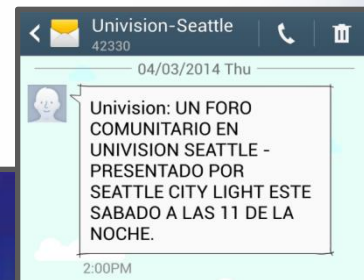 Univision-Seattle
42330
04/03/2014 Thu
Univision: UN FORO
COMUNITARIO EN
UNIVISION SEATTLE -
PRESENTADO POR
SEATTLE CITY LIGHT ESTE
SABADO A LAS 11 DE LA
NOCHE.
2:00PM